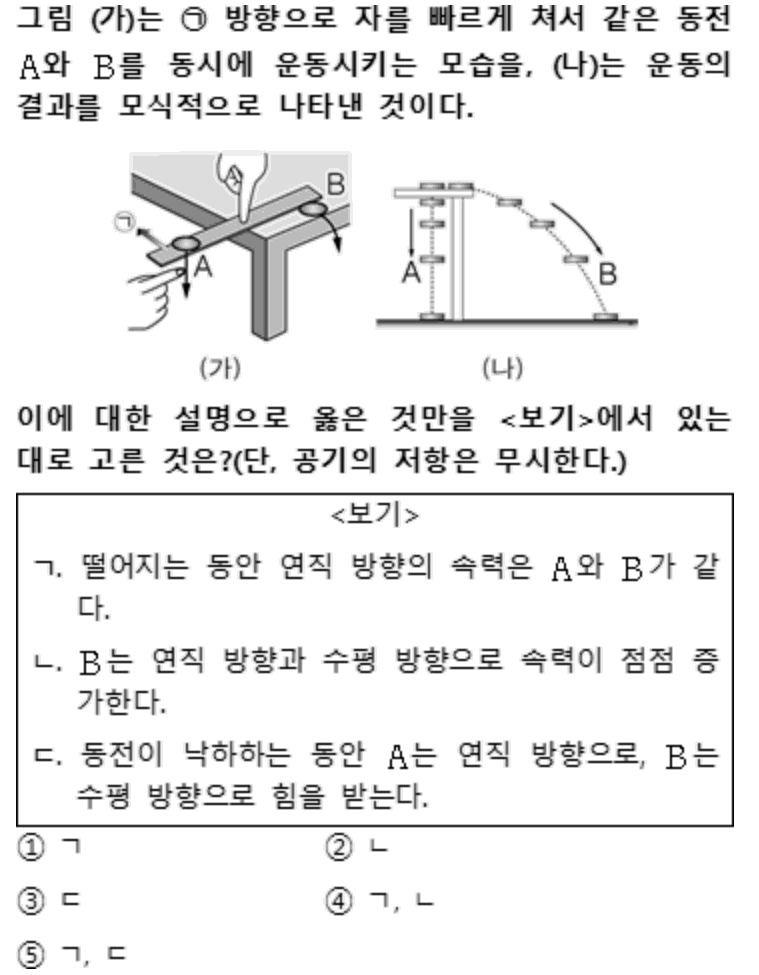 그림 (가)는 ㉠ 방향으로 자를 빠르게 쳐서 같은 동전
A와 B를 동시에 운동시키는 모습을, (나)는 운동의
결과를 모식적으로 나타낸 것이다.
B
㉠
A
A
B
(가)
(나)
이에 대한 설명으로 옳은 것만을 <보기>에서 있는
대로 고른 것은?(단, 공기의 저항은 무시한다.)
<보기>
ㄱ. 떨어지는 동안 연직 방향의 속력은 A와 B가 같
다.
ㄴ. B는 연직 방향과 수평 방향으로 속력이 점점 증
가한다.
ㄷ. 동전이 낙하하는 동안 A는 연직 방향으로, B는
수평 방향으로 힘을 받는다.
① ㄱ ② ㄴ
③ ㄷ ④ ㄱ, ㄴ
⑤ ㄱ, ㄷ